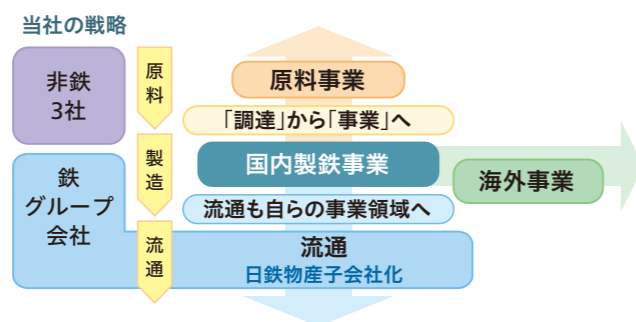 当社の戦略
非鉄
3社
鉄
グループ
会社
原料
製造
流通
原料事業
「調達」から「事業」へ
国内製鉄事業
海外事業
流通も自らの事業領域へ
流通
日鉄物産子会社化